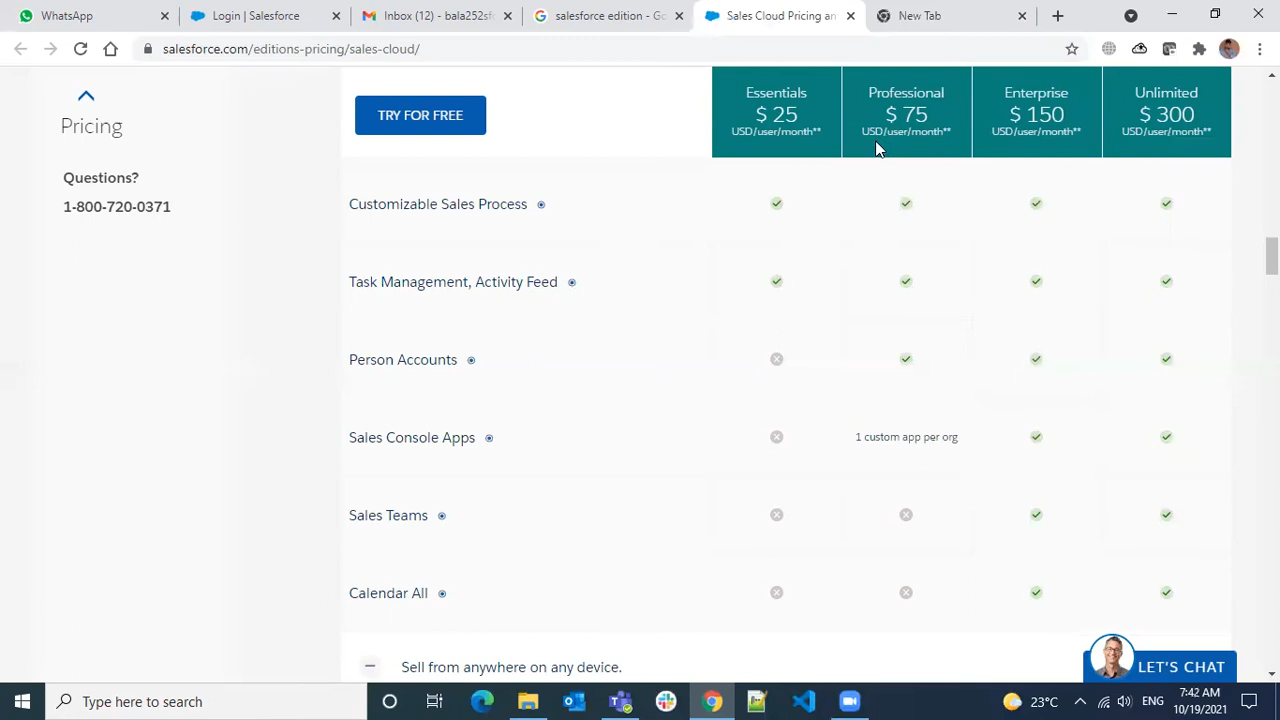 WhatsApp
Login | Salesforce
Inbox (12) - bala252sf
salesforce edition - Go
Sales Cloud Pricing an
New Tab
salesforce.com/editions-pricing/sales-cloud/
Pricing
Questions?
1-800-720-0371
TRY FOR FREE
Essentials
$ 25
USD/user/month**
Professional
$ 75
USD/user/month**
Enterprise
$ 150
USD/user/month**
Unlimited
$ 300
USD/user/month**
Customizable Sales Process
Task Management, Activity Feed
Person Accounts
Sales Console Apps
1 custom app per org
Sales Teams
Calendar All
Sell from anywhere on any device.
LET'S CHAT
Type here to search
23°C
ENG
7:42 AM
10/19/2021